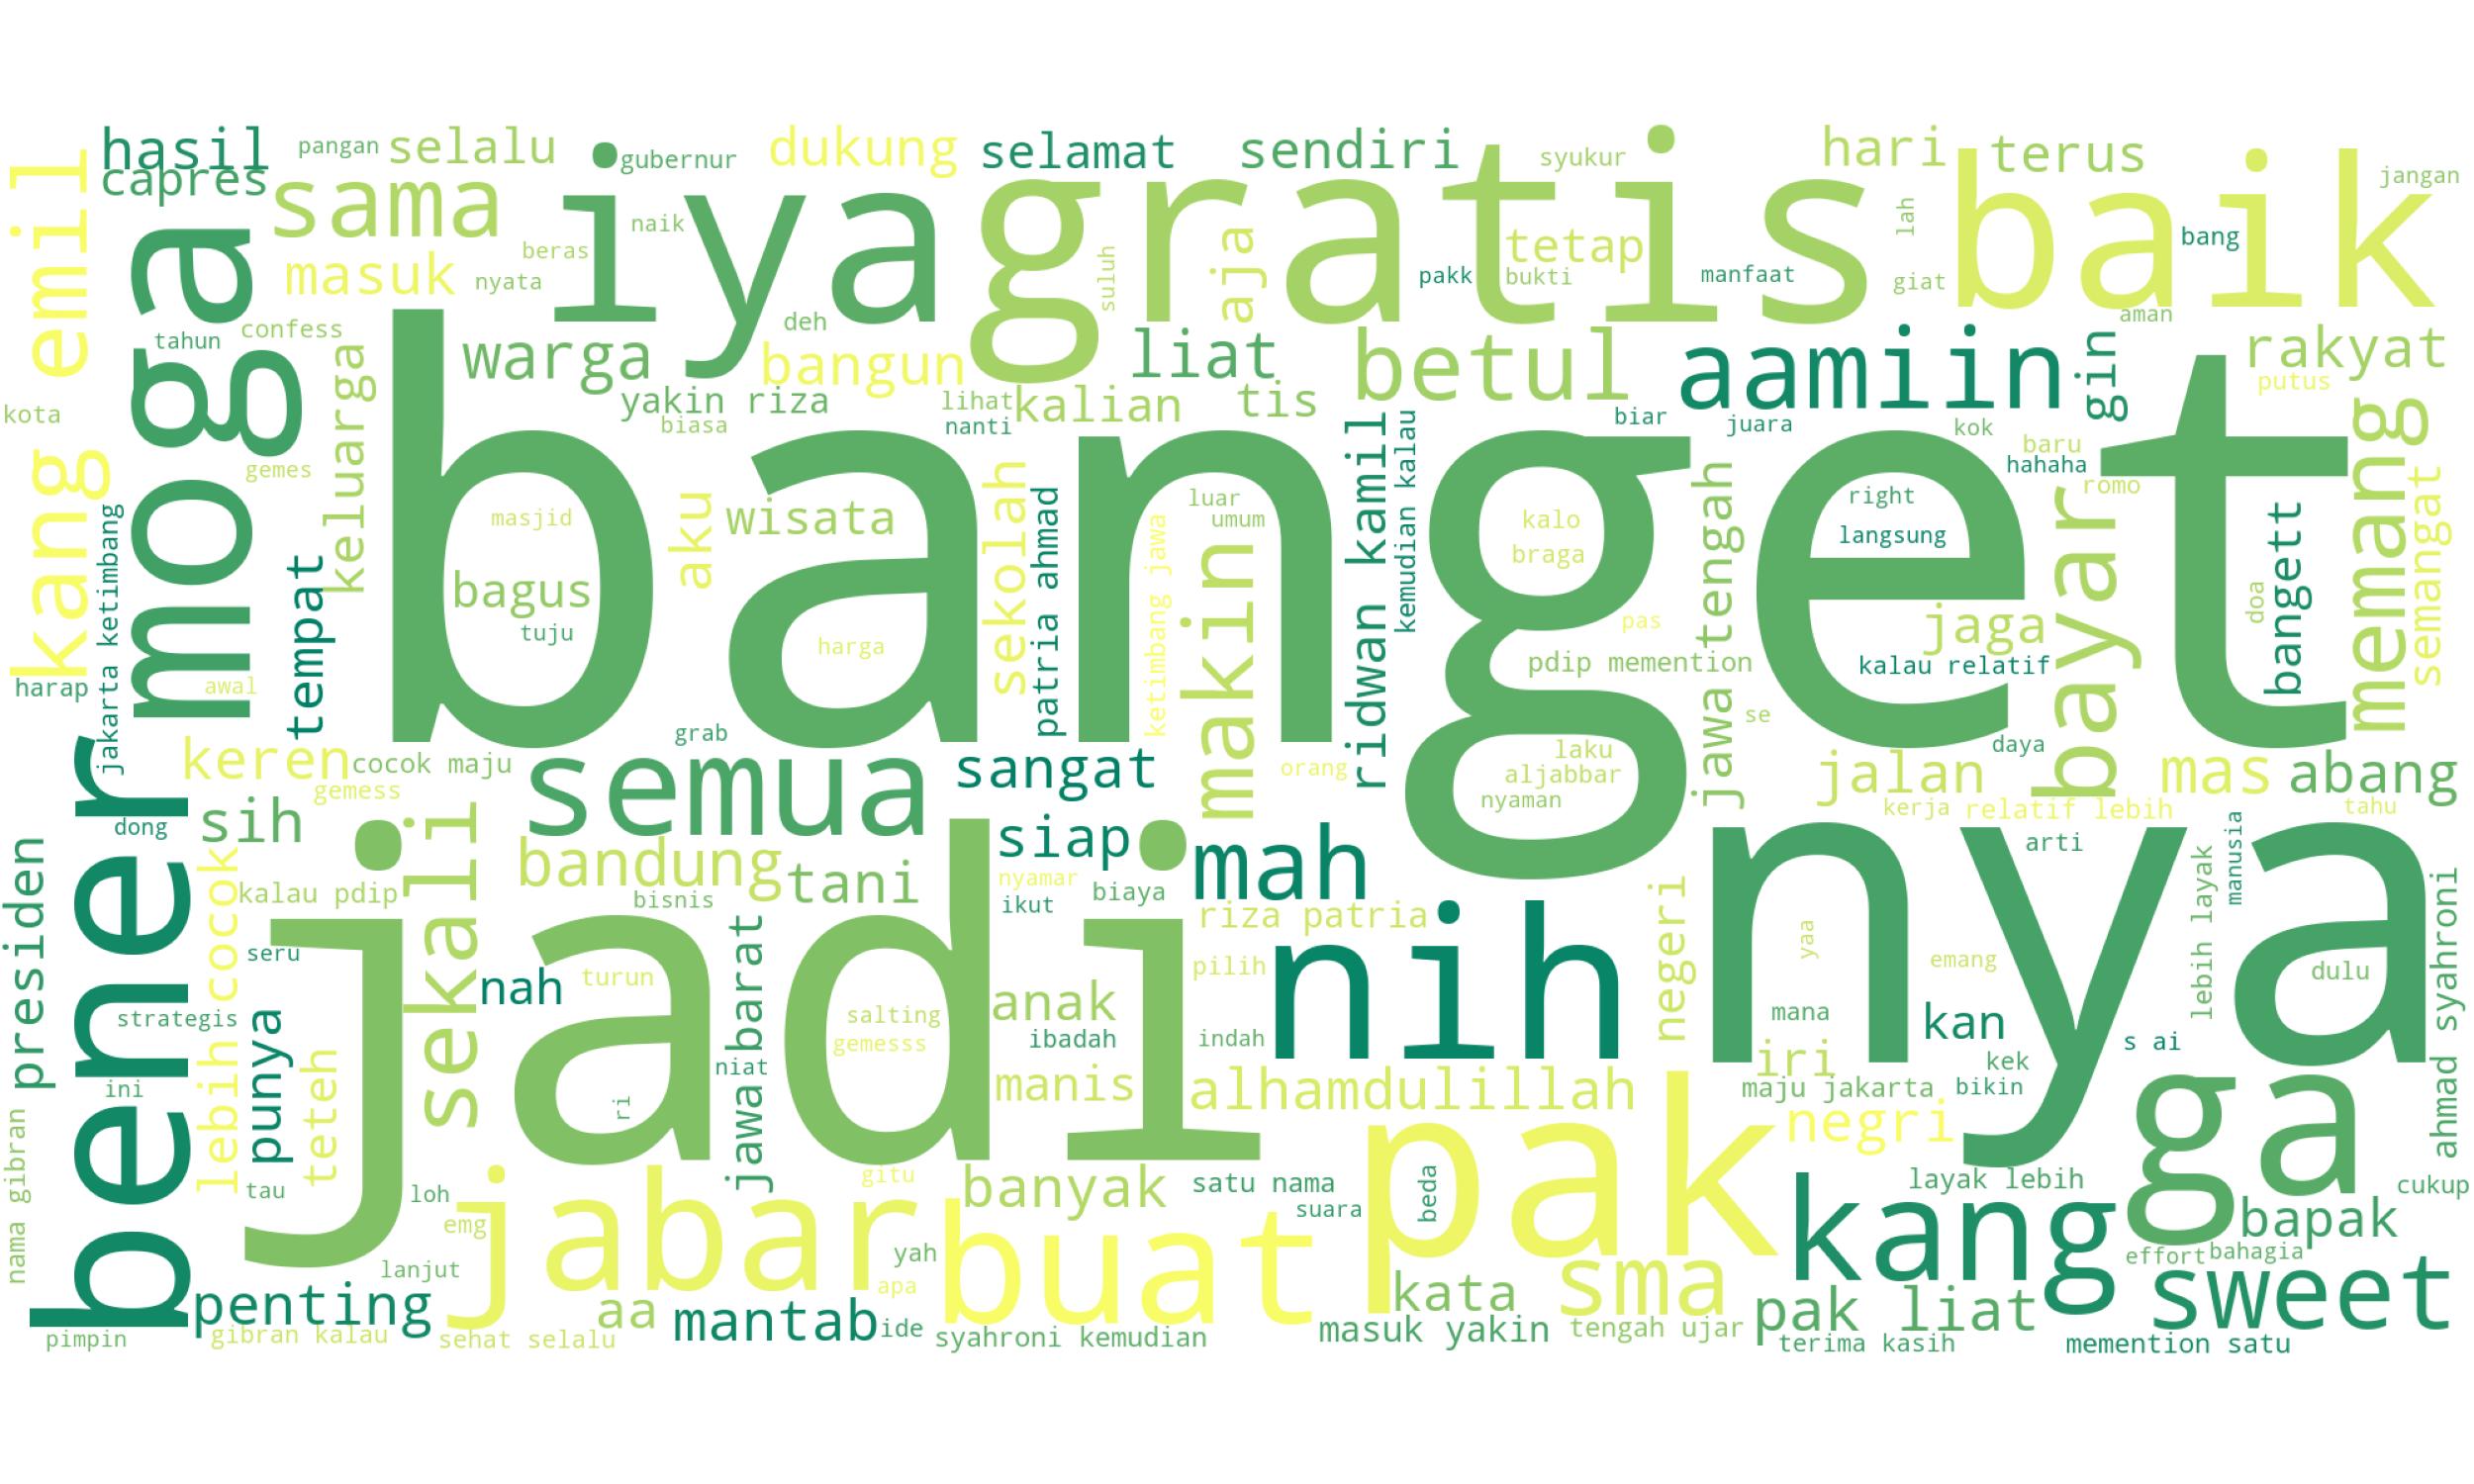 hasil
pangan
selalu
gubernur
dukung
selamat
sendiri
syukur
hari
terus
jangan
capres
sama
iya
gratis
baik
naik
beras
nyata
masuk
aja
suluh
tetap
pakk
bukti
manfaat
lah
giat
bang
aman
kang emil
moga
tahun
confess
keluarga
warga
deh
bangun
liat
betul
aamiin
gin
rakyat
putus
kota
yakin riza
biasa
lihat
nanti
kalian
tis
biar
juara
kok
baru
hahaha
romo
gemes
banget
masjid
bagus
tuju
aku
wisata
harga
sekolah
patria ahmad
ketimbang jawa
makin
luar
umum
ridwan kamil
kemudian kalau
kalo
braga
pas
pdip memention
jawa tengah
se
right
langsung
jaga
kalau relatif
bayar
doa
bangett
memang
semangat
harap
jakarta ketimbang
awal
tempat
grab
daya
keren
cocok maju
gemess
semua
sangat
orang
laku
aljabbar
nyaman
jalan
mas
abang
kerja
relatif lebih
tahu
bener
dong
sih
sekali
bandung
tani
siap
mah
nyamar
biaya
ikut
bisnis
riza patria
arti
manusia
presiden
lebih cocok
kalau pdip
jadi
seru
nah
turun
jawa barat
salting
gemesss
anak
ibadah
pilih
indah
nih
negeri
nya
yaa
mana
emang
kan
lebih layak
dulu
ahmad syahroni
strategis
punya
teteh
ini
ri
niat
manis
alhamdulillah
iri
kek
s ai
maju jakarta
bikin
negri
ga
nama gibran
tau
loh
emg
jabar
gitu
banyak
satu nama
suara
pak
beda
layak lebih
cukup
kang
bapak
effort
bahagia
yah
apa
buat
lanjut
penting
aa
mantab
ide
kata
sma
pak liat
sweet
pimpin
gibran kalau
sehat selalu
syahroni kemudian
masuk yakin
tengah ujar
terima kasih
memention satu